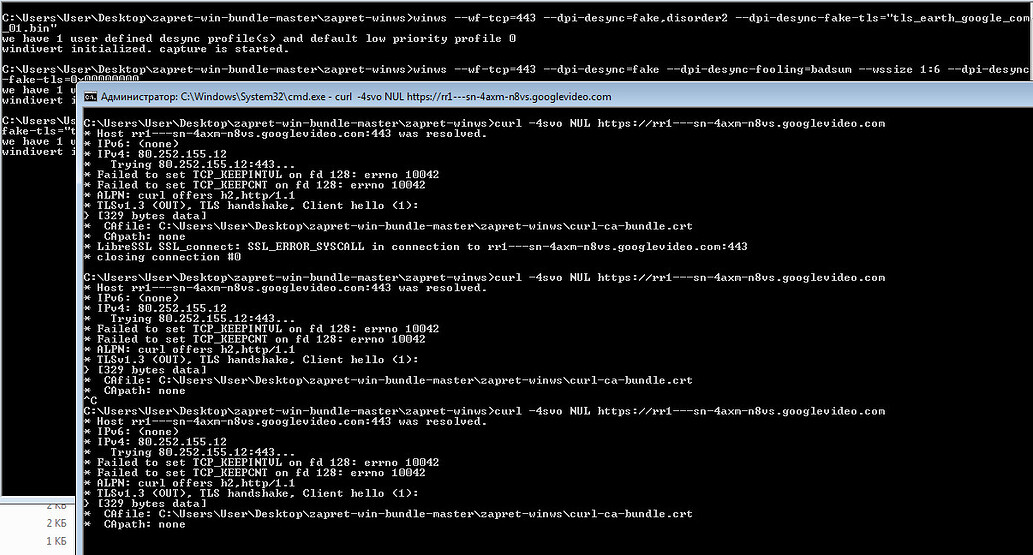 C:\Users\User\Desktop\zapret-win-bundle-master\zapret-winws>winws --wf-tcp=443 --dpi-desync=fake,disorder2 --dpi-desync-fake-tls="tls_earth_google_com
_01.bin"
we have 1 user defined desync profile(s) and default low priority profile 0
windivert initialized. capture is started.
C:\Users\User\Desktop\zapret-win-bundle-master\zapret-winws>winws --wf-tcp=443 --dpi-desync=fake --dpi-desync-fooling=badsum --wssize 1:6 --dpi-desync
-fake-tls=0x00000000
we have 1 u
windivert i
C:\Users\Us
fake-tls="t
we have 1 u
windivert i
Администратор: C:\Windows\System32\cmd.exe - curl -4svo NUL https://rr1---sn-4axm-n8vs.googlevideo.com
C:\Users\User\Desktop\zapret-win-bundle-master\zapret-winws>curl -4svo NUL https://rr1---sn-4axm-n8vs.googlevideo.com
* Host rr1---sn-4axm-n8vs.googlevideo.com:443 was resolved.
* IPv6: (none)
* IPv4: 80.252.155.12
*   Trying 80.252.155.12:443...
* Failed to set TCP_KEEPINTVL on fd 128: errno 10042
* Failed to set TCP_KEEPCNT on fd 128: errno 10042
* ALPN: curl offers h2,http/1.1
* TLSv1.3 (OUT), TLS handshake, Client hello (1):
} [329 bytes data]
*  CAfile: C:\Users\User\Desktop\zapret-win-bundle-master\zapret-winws\curl-ca-bundle.crt
*  CApath: none
* LibreSSL SSL_connect: SSL_ERROR_SYSCALL in connection to rr1---sn-4axm-n8vs.googlevideo.com:443
* closing connection #0
C:\Users\User\Desktop\zapret-win-bundle-master\zapret-winws>curl -4svo NUL https://rr1---sn-4axm-n8vs.googlevideo.com
* Host rr1---sn-4axm-n8vs.googlevideo.com:443 was resolved.
* IPv6: (none)
* IPv4: 80.252.155.12
*   Trying 80.252.155.12:443...
* Failed to set TCP_KEEPINTVL on fd 128: errno 10042
* Failed to set TCP_KEEPCNT on fd 128: errno 10042
* ALPN: curl offers h2,http/1.1
* TLSv1.3 (OUT), TLS handshake, Client hello (1):
} [329 bytes data]
*  CAfile: C:\Users\User\Desktop\zapret-win-bundle-master\zapret-winws\curl-ca-bundle.crt
*  CApath: none
^C
C:\Users\User\Desktop\zapret-win-bundle-master\zapret-winws>curl -4svo NUL https://rr1---sn-4axm-n8vs.googlevideo.com
* Host rr1---sn-4axm-n8vs.googlevideo.com:443 was resolved.
* IPv6: (none)
* IPv4: 80.252.155.12
*   Trying 80.252.155.12:443...
* Failed to set TCP_KEEPINTVL on fd 128: errno 10042
* Failed to set TCP_KEEPCNT on fd 128: errno 10042
* ALPN: curl offers h2,http/1.1
* TLSv1.3 (OUT), TLS handshake, Client hello (1):
} [329 bytes data]
*  CAfile: C:\Users\User\Desktop\zapret-win-bundle-master\zapret-winws\curl-ca-bundle.crt
*  CApath: none
2 КБ
2 КБ
1 КБ